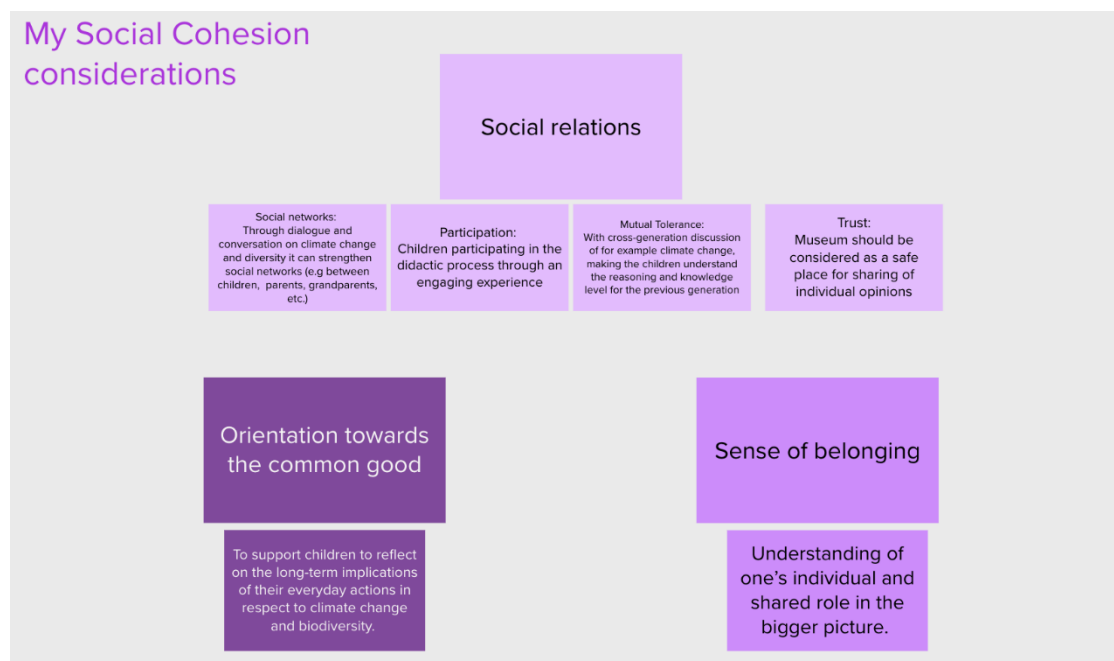 My Social Cohesion
considerations
Social relations
Social networks:
Through dialogue and
conversation on climate change
and diversity it can strengthen
social networks (e.g between
children, parents, grandparents,
etc.)
Participation:
Children participating in the
didactic process through an
engaging experience
Mutual Tolerance:
With cross-generation discussion
of for example climate change,
making the children understand
the reasoning and knowledge
level for the previous generation
Trust:
Museum should be
considered as a safe
place for sharing of
individual opinions
Orientation towards
the common good
To support children to reflect
on the long-term implications
of their everyday actions in
respect to climate change
and biodiversity.
Sense of belonging
Understanding of
one’s individual and
shared role in the
bigger picture.